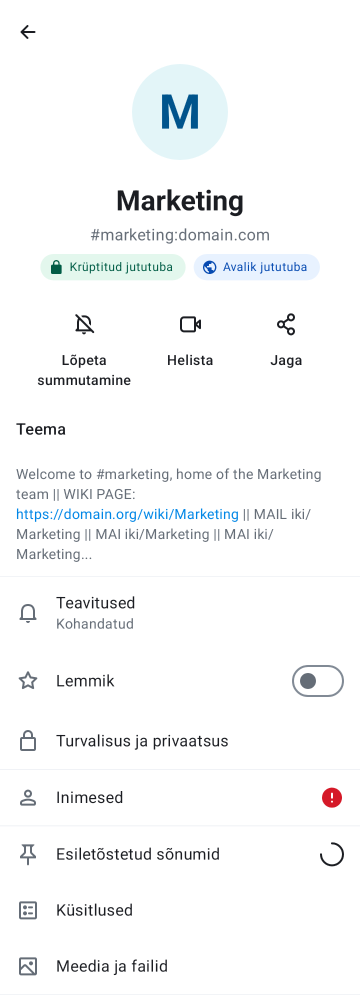 M
Marketing
#marketing:domain.com
Krüptitud jututuba
Avalik jututuba
Lõpeta
summutamine
Helista
Jaga
Teema
Welcome to #marketing, home of the Marketing
team || WIKI PAGE:
https://domain.org/wiki/Marketing || MAIL iki/
Marketing || MAI iki/Marketing || MAI iki/
Marketing...
Teavitused
Kohandatud
Lemmik
Turvalisus ja privaatsus
Inimesed
Esiletõstetud sõnumid
Küsitlused
Meedia ja failid